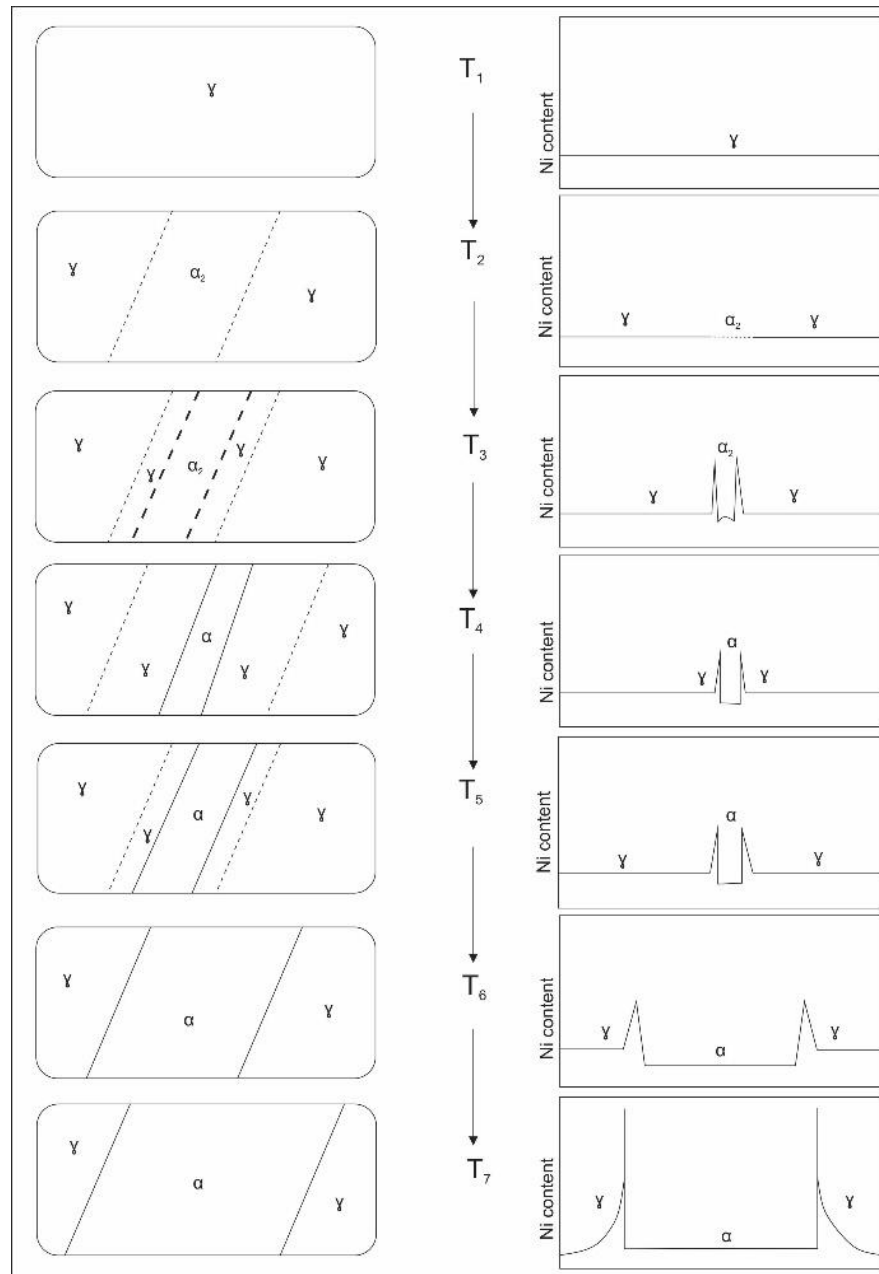 γ
T₁
Ni content
γ
γ
α₂
γ
T₂
Ni content
γ
α₂
γ
γ
γ
α₂
γ
γ
T₃
Ni content
γ
α₂
γ
γ
γ
α
γ
γ
T₄
Ni content
γ
α
γ
γ
γ
α
γ
γ
T₅
Ni content
γ
α
γ
γ
α
γ
T₆
Ni content
γ
α
γ
γ
α
γ
T₇
Ni content
γ
α
γ